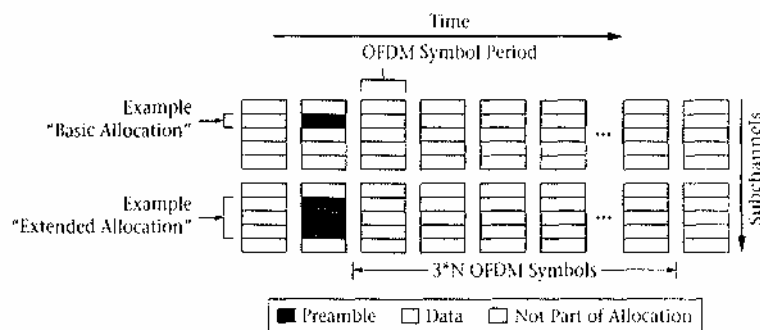 Time
OFDM Symbol Period
Example
"Basic Allocation"
...
Example
"Extended Allocation"
...
Subchannels
3*N OFDM Symbols
Preamble Data Not Part of Allocation